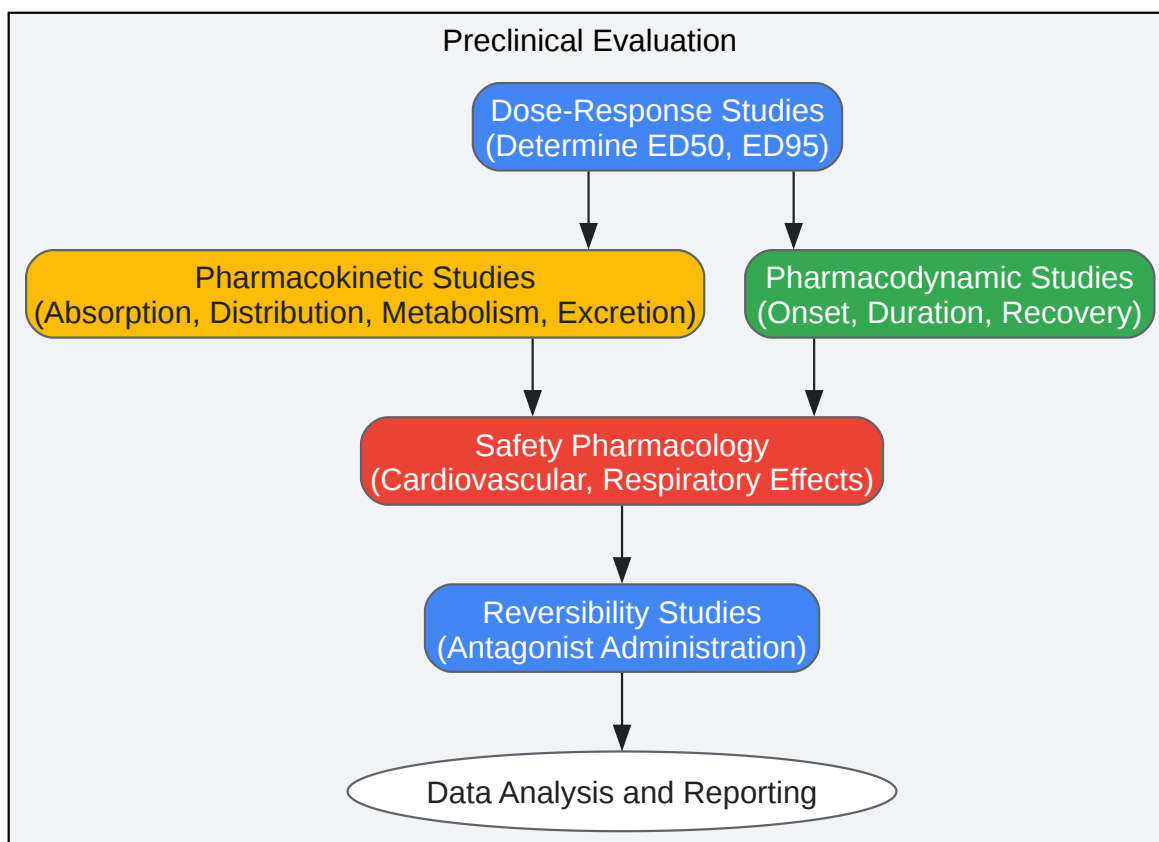 Preclinical Evaluation
Dose-Response Studies
(Determine ED50, ED95)
Pharmacokinetic Studies
(Absorption, Distribution, Metabolism, Excretion)
Pharmacodynamic Studies
(Onset, Duration, Recovery)
Safety Pharmacology
(Cardiovascular, Respiratory Effects)
Reversibility Studies
(Antagonist Administration)
Data Analysis and Reporting